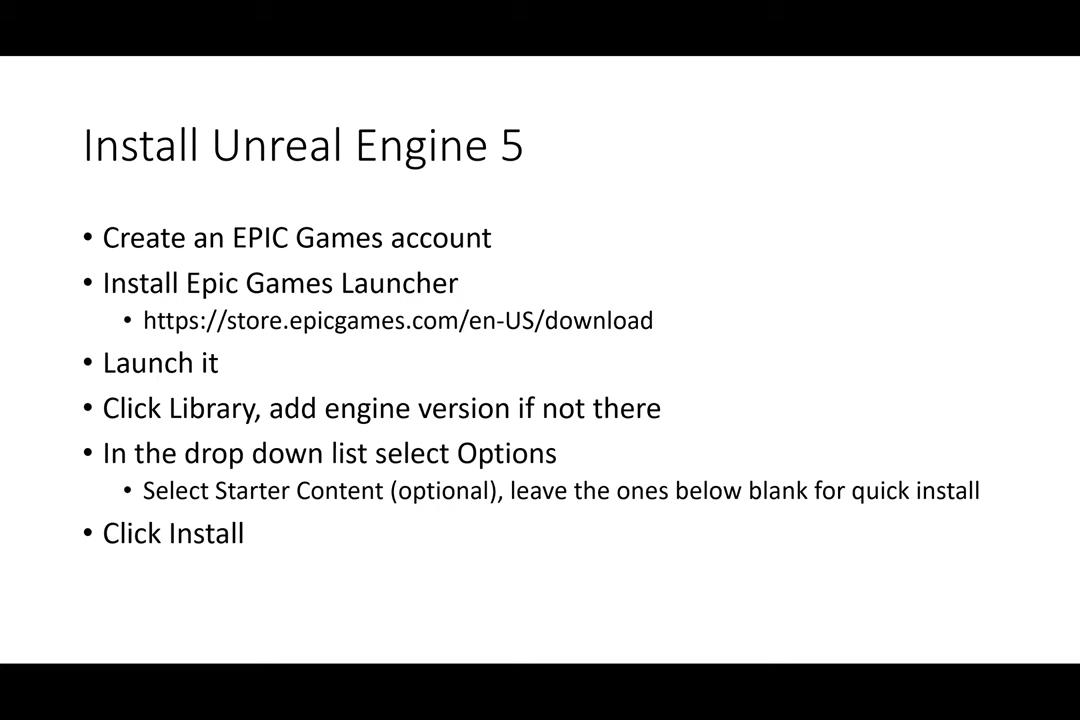 Install Unreal Engine 5
• Create an EPIC Games account
• Install Epic Games Launcher
• https://store.epicgames.com/en-US/download
• Launch it
• Click Library, add engine version if not there
• In the drop down list select Options
• Select Starter Content (optional), leave the ones below blank for quick install
• Click Install